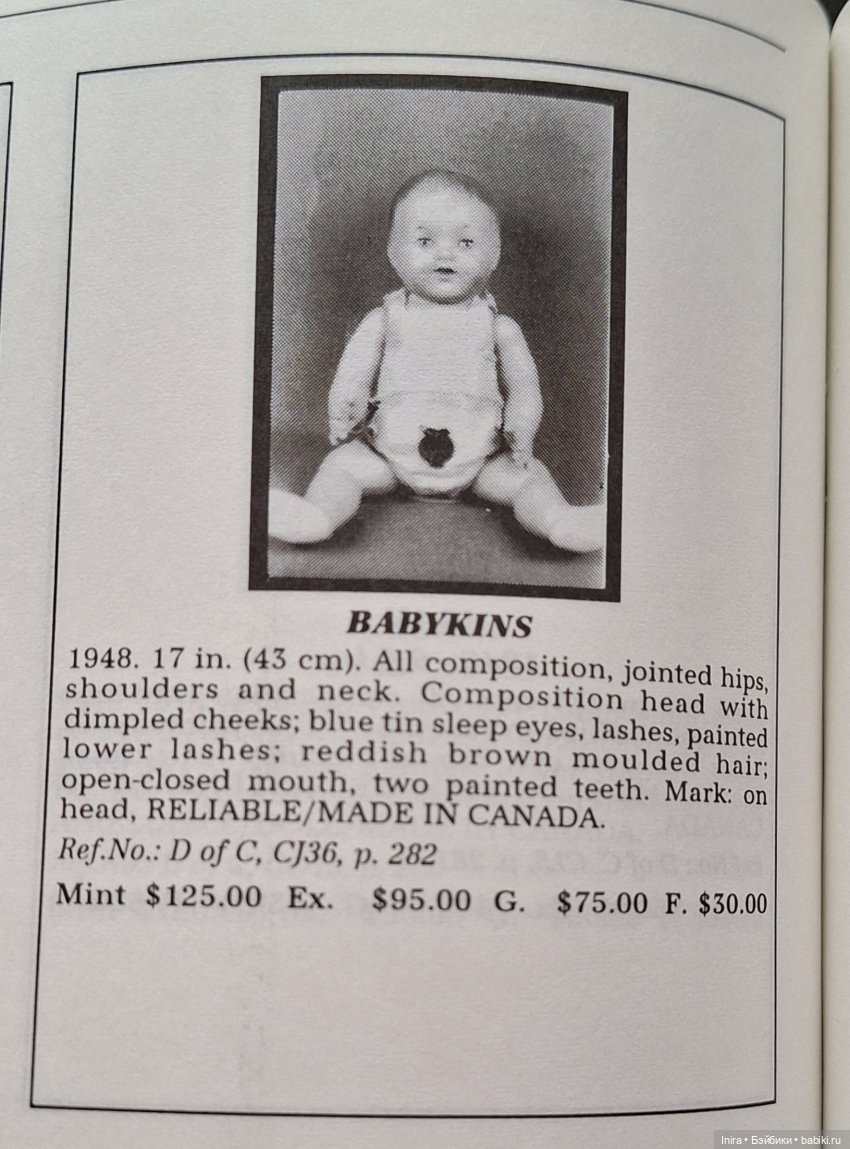 BABYKINS
1948. 17 in. (43 cm). All composition, jointed hips,
shoulders and neck. Composition head with
dimpled cheeks; blue tin sleep eyes, lashes, painted
lower lashes; reddish brown moulded hair;
open-closed mouth, two painted teeth. Mark: on
head, RELIABLE/MADE IN CANADA.
Ref.No.: D of C, CJ36, p. 282
Mint $125.00 Ex. $95.00 G. $75.00 F. $30.00
Inira • Бэйбики • babiki.ru